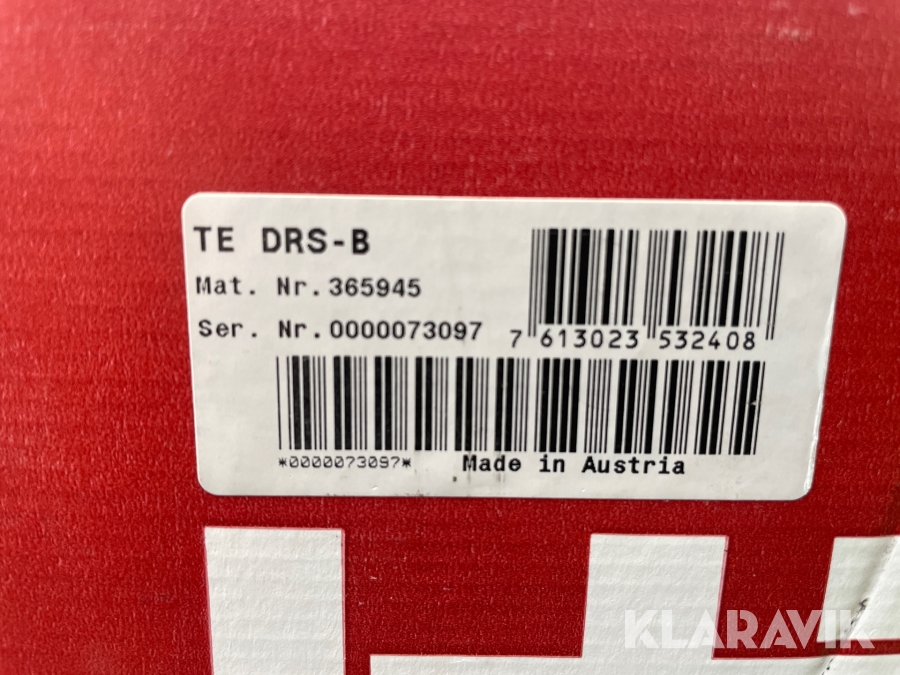 TE DRS-B
Mat. Nr.365945
Ser. Nr.0000073097
7 613023 532408
*0000073097*
Made in Austria
KLARAVIK